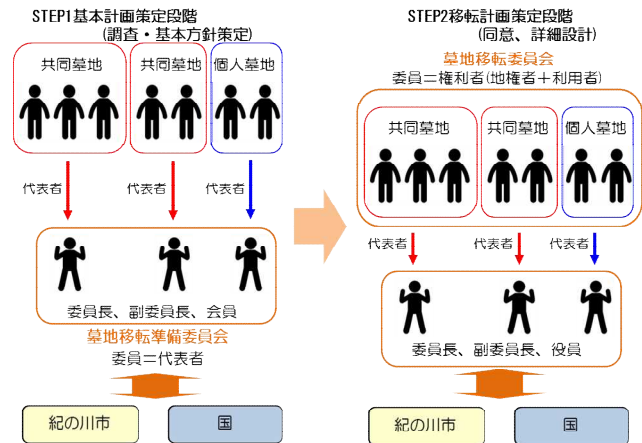 STEP1基本計画策定段階
(調査・基本方針策定)
共同墓地
共同墓地
個人墓地
代表者
代表者
代表者
委員長、副委員長、会員
墓地移転準備委員会
委員＝代表者
紀の川市
国
STEP2移転計画策定段階
(同意、詳細設計)
墓地移転委員会
委員＝権利者(地権者＋利用者)
共同墓地
共同墓地
個人墓地
代表者
代表者
代表者
委員長、副委員長、役員
紀の川市
国